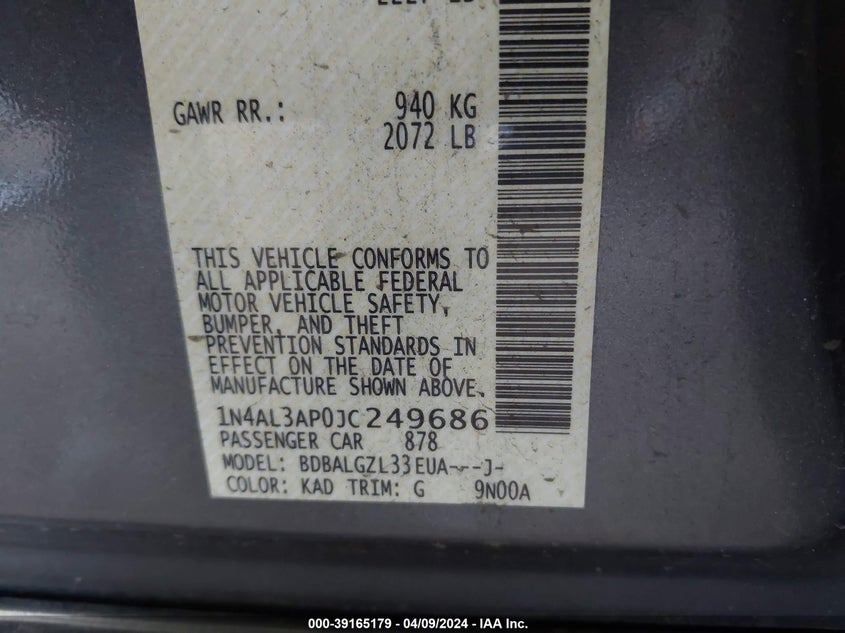 GAWR RR.: 940 KG
2072 LB
THIS VEHICLE CONFORMS TO
ALL APPLICABLE FEDERAL
MOTOR VEHICLE SAFETY,
BUMPER, AND THEFT
PREVENTION STANDARDS IN
EFFECT ON THE DATE OF
MANUFACTURE SHOWN ABOVE.
1N4AL3AP0JC249686
PASSENGER CAR 878
MODEL: BDBALGZL33EUA---J-
COLOR: KAD TRIM: G 9N00A
000-39165179 - 04/09/2024 - IAA Inc.